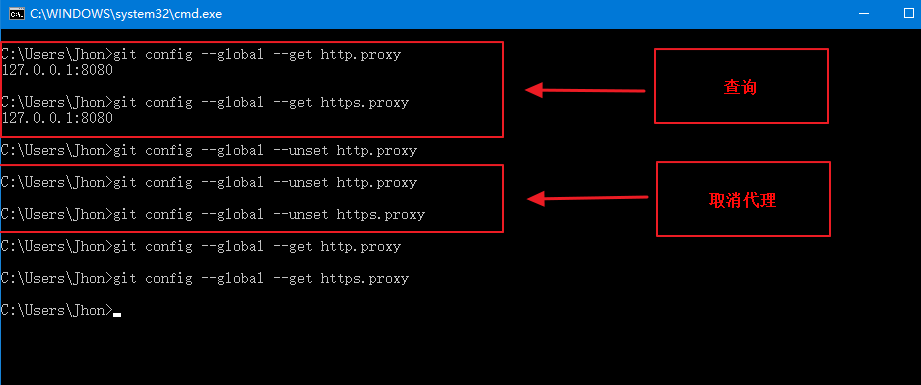 C:\WINDOWS\system32\cmd.exe
C:\Users\Jhon>git config --global --get http.proxy
127.0.0.1:8080
C:\Users\Jhon>git config --global --get https.proxy
127.0.0.1:8080
查询
C:\Users\Jhon>git config --global --unset http.proxy
C:\Users\Jhon>git config --global --unset http.proxy
C:\Users\Jhon>git config --global --unset https.proxy
取消代理
C:\Users\Jhon>git config --global --get http.proxy
C:\Users\Jhon>git config --global --get https.proxy
C:\Users\Jhon>